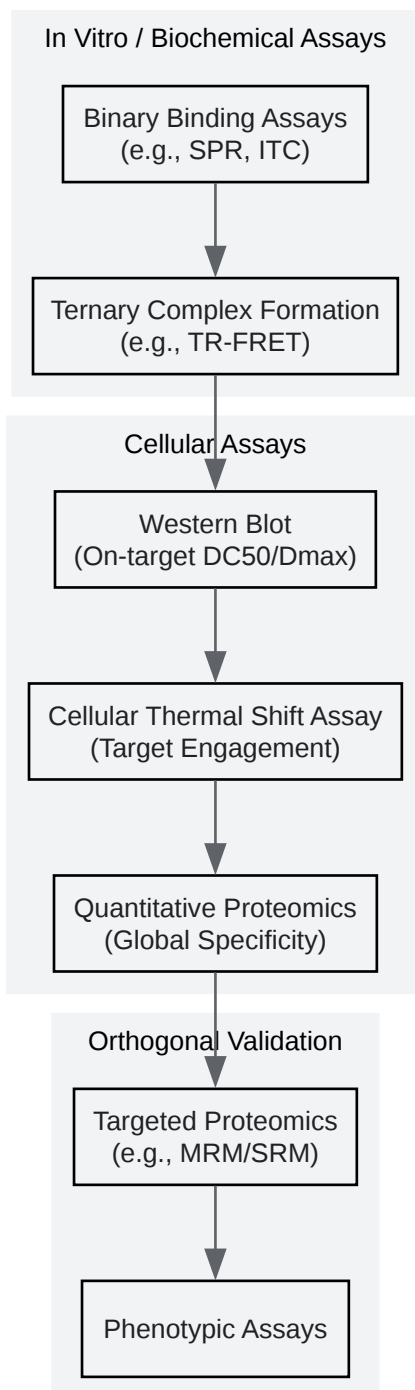 In Vitro / Biochemical Assays
Binary Binding Assays
(e.g., SPR, ITC)
Ternary Complex Formation
(e.g., TR-FRET)
Cellular Assays
Western Blot
(On-target DC50/Dmax)
Cellular Thermal Shift Assay
(Target Engagement)
Quantitative Proteomics
(Global Specificity)
Orthogonal Validation
Targeted Proteomics
(e.g., MRM/SRM)
Phenotypic Assays